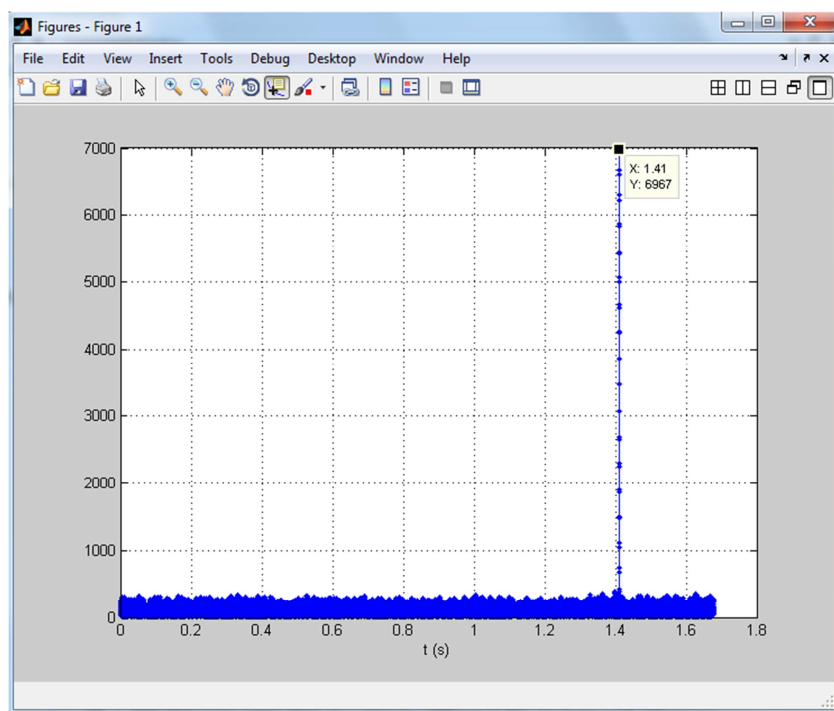 Figures - Figure 1
File Edit View Insert Tools Debug Desktop Window Help
7000
X: 1.41
Y: 6967
6000
5000
4000
3000
2000
1000
0
0 0.2 0.4 0.6 0.8 1 1.2 1.4 1.6 1.8
t (s)